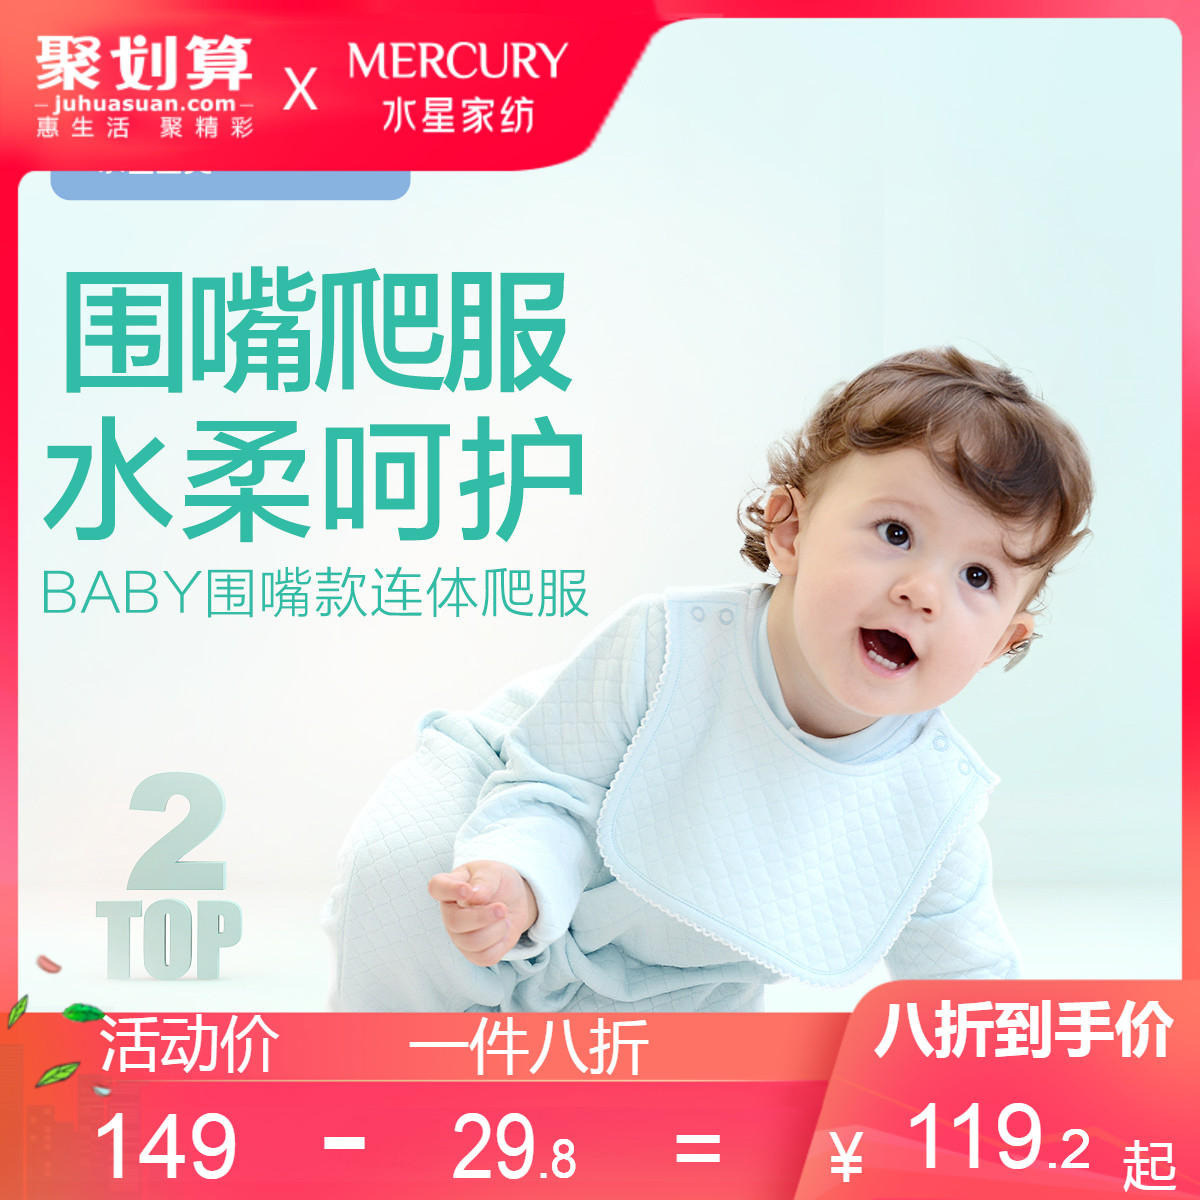 聚划算
juhuasuan.com
惠生活 聚精彩
X
MERCURY
水星家纺
围嘴爬服
水柔呵护
BABY围嘴款连体爬服
2
TOP
活动价 一件八折 八折到手价
149 - 29.8 = ¥ 119.2 起